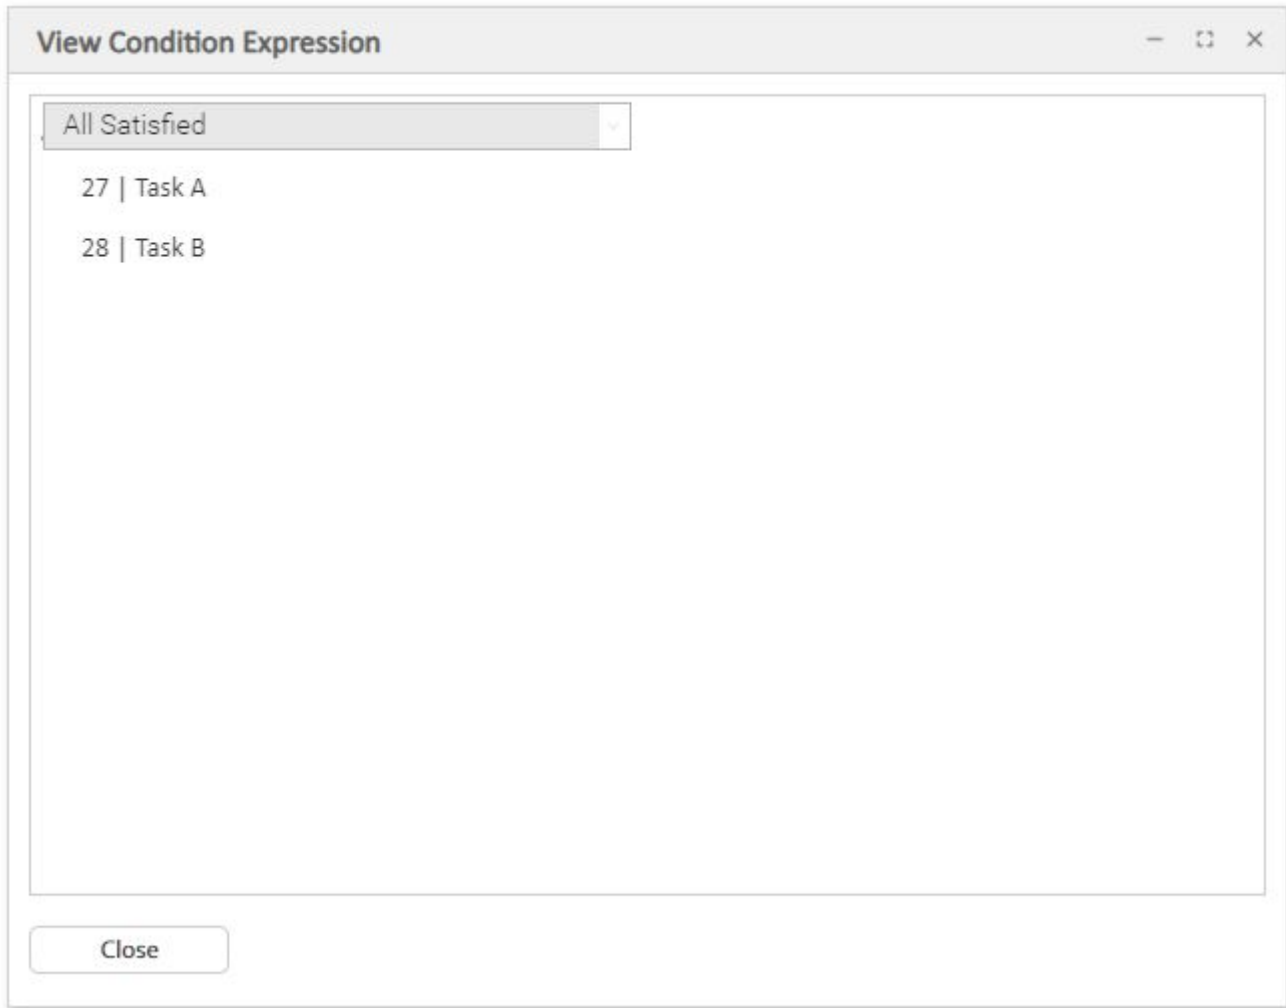 View Condition Expression
All Satisfied
27 | Task A
28 | Task B
Close